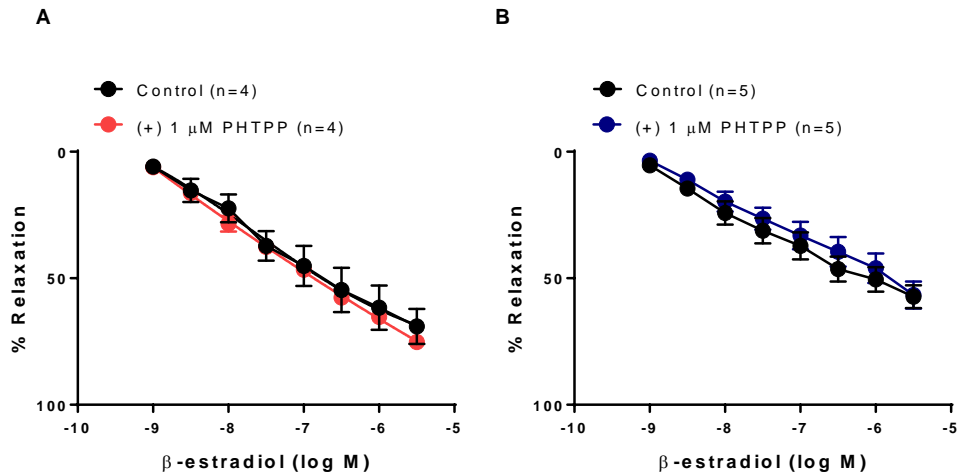 A
Control (n=4)
(+) 1 μM PHTPP (n=4)
0
50
100
% Relaxation
-10 -9 -8 -7 -6 -5
β-estradiol (log M)
B
Control (n=5)
(+) 1 μM PHTPP (n=5)
0
50
100
% Relaxation
-10 -9 -8 -7 -6 -5
β-estradiol (log M)